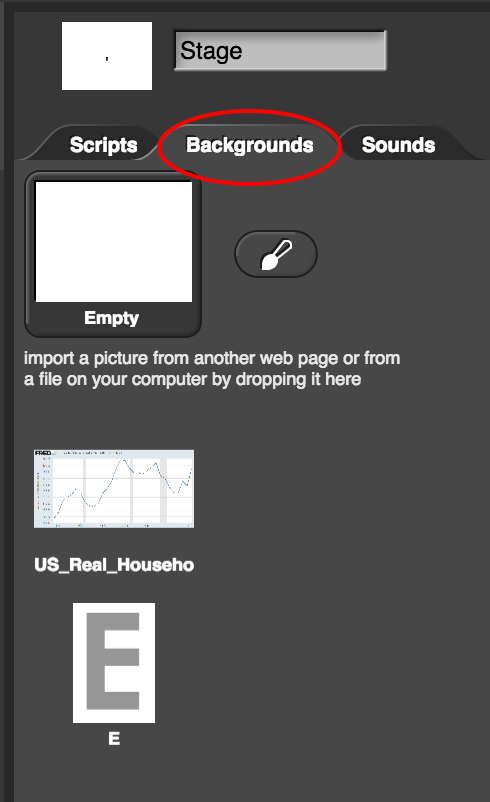 Stage
Scripts
Backgrounds
Sounds
Empty
import a picture from another web page or from
a file on your computer by dropping it here
FRED
US_Real_Househo
E
E